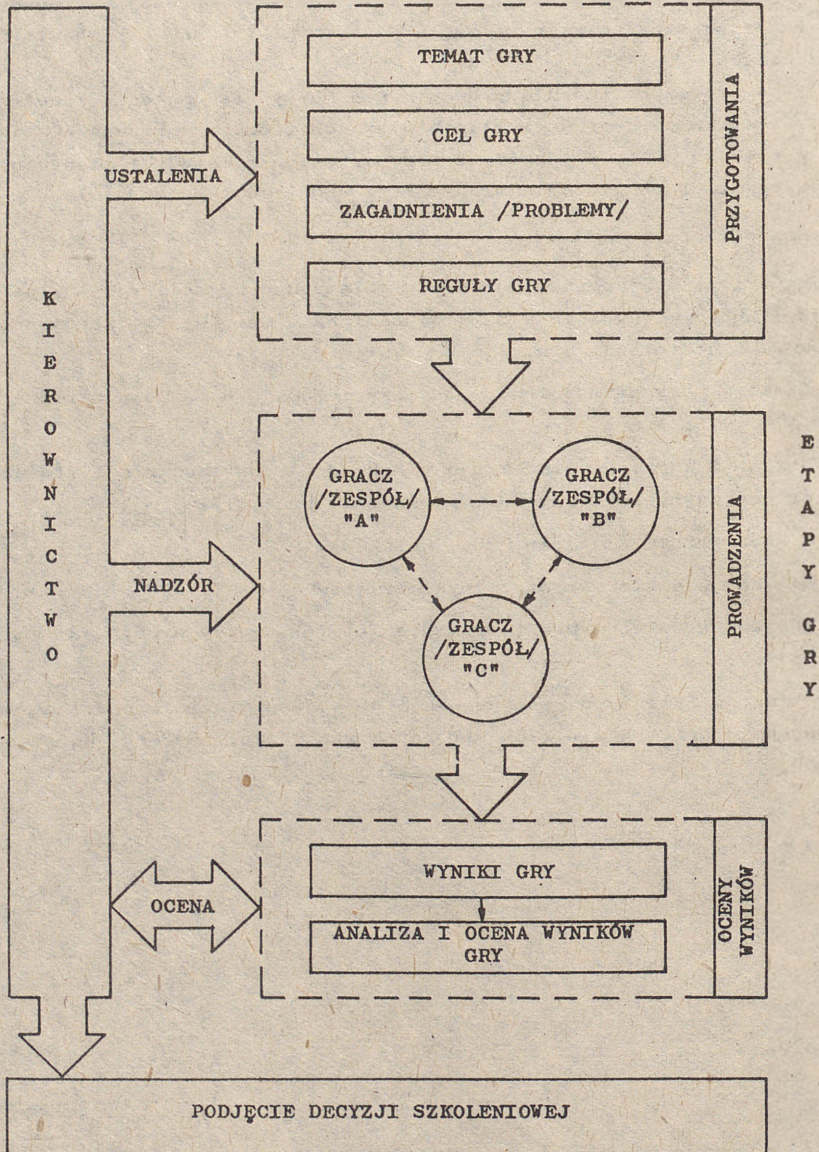 TEMAT GRY
CEL GRY
ZAGADNIENIA /PROBLEMY/
REGUŁY GRY
PRZYGOTOWANIA
USTALENIA
KIEROWNICTWO
GRACZ
/ZESPÓŁ/
"A"
GRACZ
/ZESPÓŁ/
"B"
GRACZ
/ZESPÓŁ/
"C"
PROWADZENIA
NADZÓR
ETAPY GRY
WYNIKI GRY
ANALIZA I OCENA WYNIKÓW
GRY
OCENY
WYNIKÓW
OCENA
PODJĘCIE DECYZJI SZKOLENIOWEJ